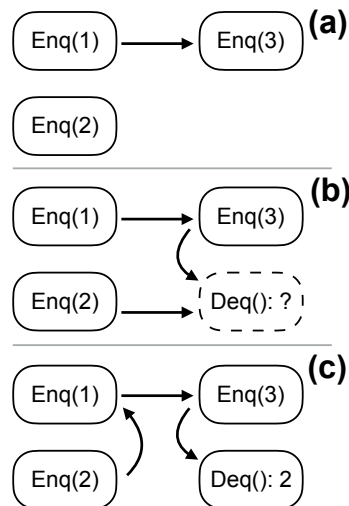 Enq(1) Enq(3) (a)
Enq(2)
(b)
Enq(1) Enq(3)
Enq(2) Deq(): ?
(c)
Enq(1) Enq(3)
Enq(2) Deq(): 2